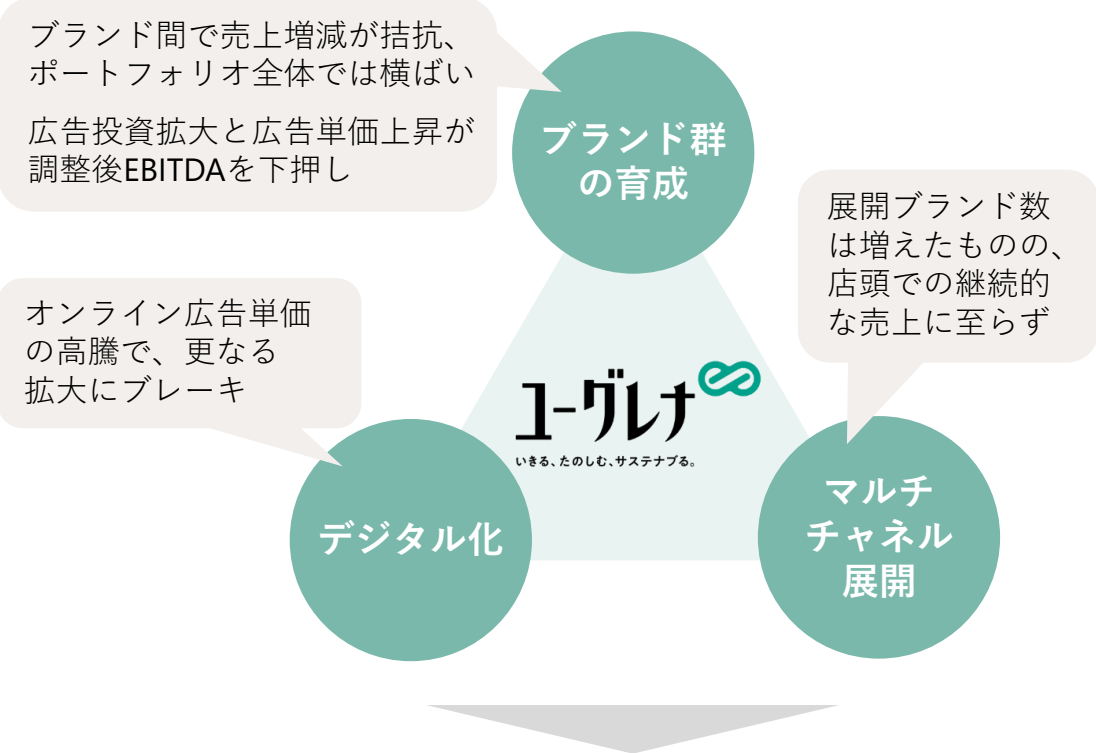 ブランド間で売上増減が拮抗、
ポートフォリオ全体では横ばい
広告投資拡大と広告単価上昇が
調整後EBITDAを下押し
ブランド群
の育成
展開ブランド数
は増えたものの、
店頭での継続的
な売上に至らず
オンライン広告単価
の高騰で、更なる
拡大にブレーキ
ユーグレナ
いきる、たのしむ、サステナブる。
デジタル化
マルチ
チャネル
展開